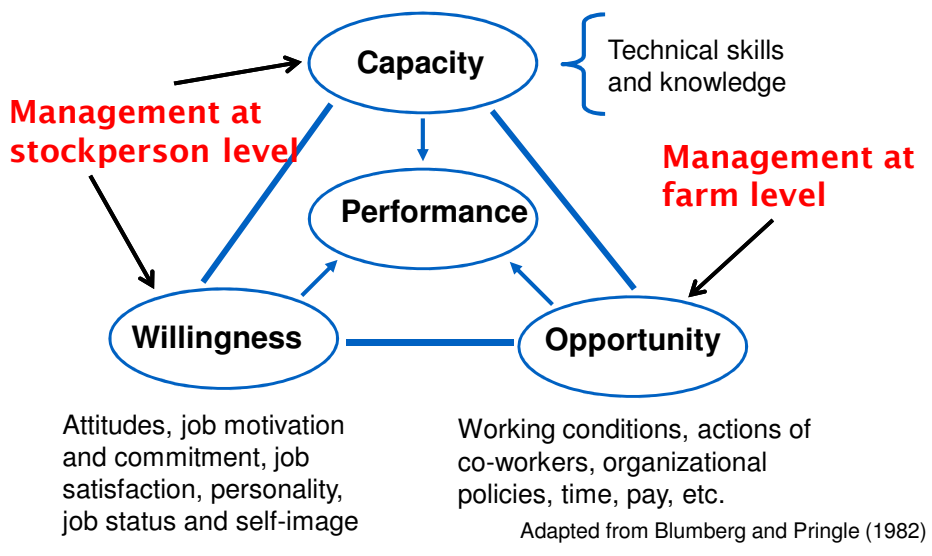 Capacity
Technical skills
and knowledge
Management at
stockperson level
Management at
farm level
Performance
Willingness
Opportunity
Attitudes, job motivation
and commitment, job
satisfaction, personality,
job status and self-image
Working conditions, actions of
co-workers, organizational
policies, time, pay, etc.
Adapted from Blumberg and Pringle (1982)